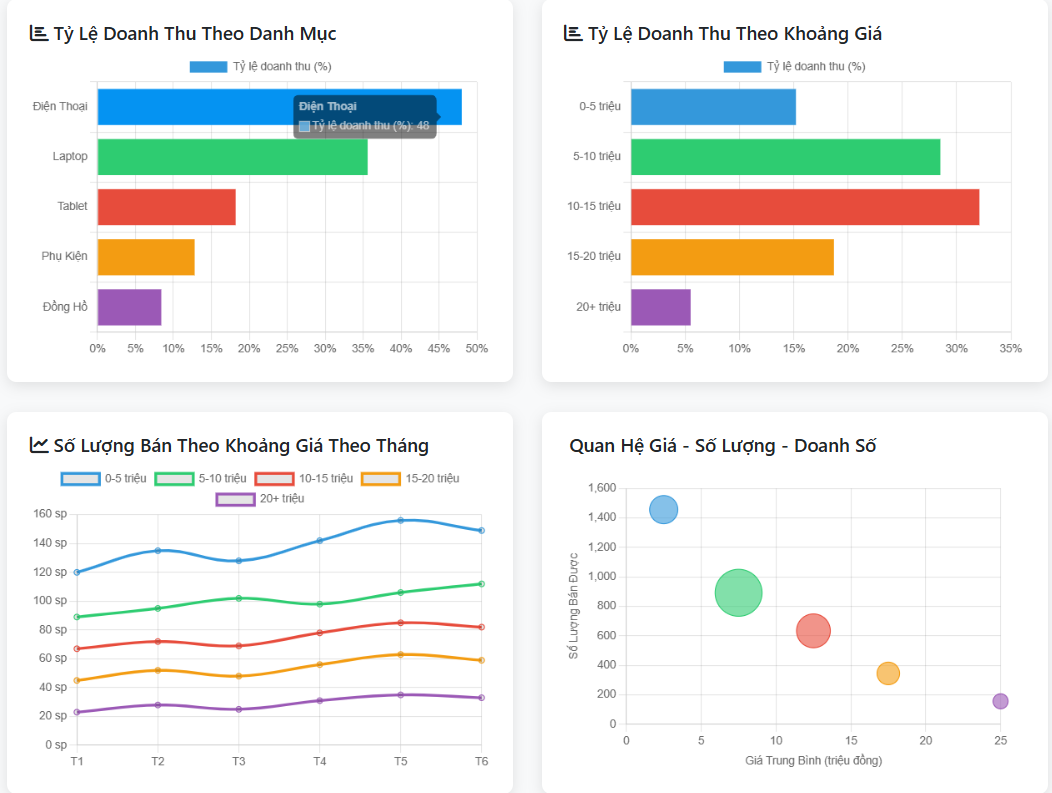 Tỷ Lệ Doanh Thu Theo Danh Mục
Tỷ lệ doanh thu (%)
Điện Thoại
Laptop
Tablet
Phụ Kiện
Đồng Hồ
Điện Thoại
Tỷ lệ doanh thu (%): 48
0% 5% 10% 15% 20% 25% 30% 35% 40% 45% 50%
Tỷ Lệ Doanh Thu Theo Khoảng Giá
Tỷ lệ doanh thu (%)
0-5 triệu
5-10 triệu
10-15 triệu
15-20 triệu
20+ triệu
0% 5% 10% 15% 20% 25% 30% 35%
Số Lượng Bán Theo Khoảng Giá Theo Tháng
0-5 triệu 5-10 triệu 10-15 triệu 15-20 triệu
20+ triệu
160 sp
140 sp
120 sp
100 sp
80 sp
60 sp
40 sp
20 sp
0 sp
T1 T2 T3 T4 T5 T6
Quan Hệ Giá - Số Lượng - Doanh Số
Số Lượng Bán Được
1,600
1,400
1,200
1,000
800
600
400
200
0
0 5 10 15 20 25
Giá Trung Bình (triệu đồng)